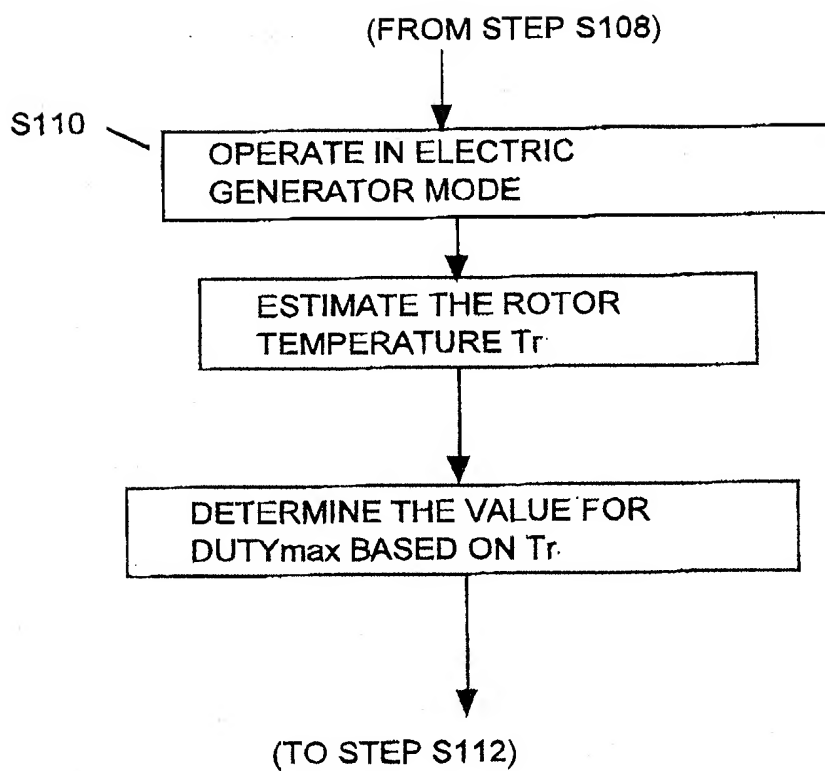 (FROM STEP S108)
S110
OPERATE IN ELECTRIC
GENERATOR MODE
ESTIMATE THE ROTOR
TEMPERATURE Tr
DETERMINE THE VALUE FOR
DUTYmax BASED ON Tr
(TO STEP S112)